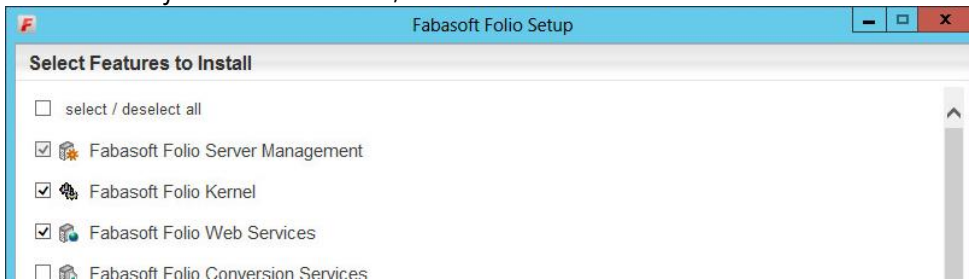 Fabasoft Folio Setup
Select Features to Install
select / deselect all
Fabasoft Folio Server Management
Fabasoft Folio Kernel
Fabasoft Folio Web Services
Fabasoft Folio Conversion Services